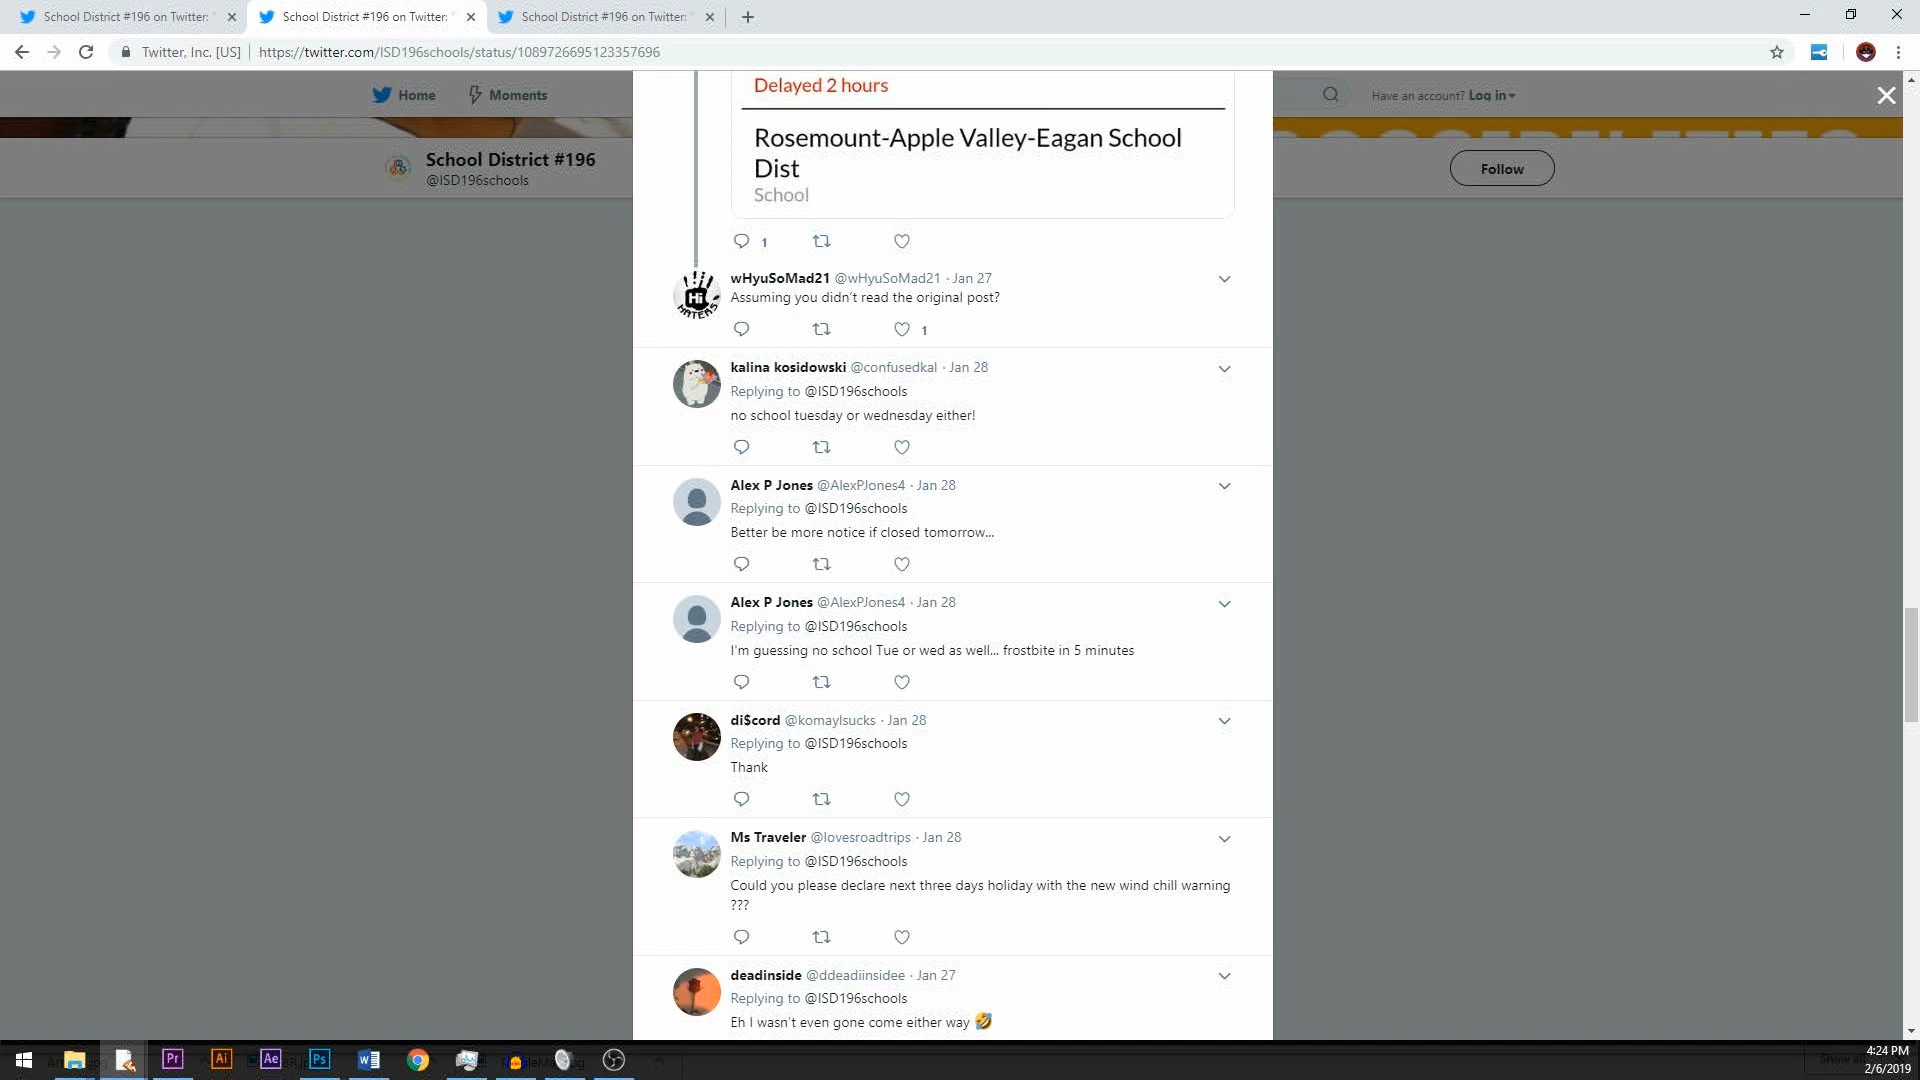 School District #196 on Twitter:
School District #196 on Twitter:
School District #196 on Twitter:
Twitter, Inc. [US]
https://twitter.com/ISD196schools/status/1089726695123357696
Home
Moments
Have an account? Log in
School District #196
@ISD196schools
Follow
Delayed 2 hours
Rosemount-Apple Valley-Eagan School
Dist
School
1
wHyuSoMad21 @wHyuSoMad21 · Jan 27
Assuming you didn't read the original post?
1
Hi
HATERS
kalina kosidowski @confusedkal · Jan 28
Replying to @ISD196schools
no school tuesday or wednesday either!
Alex P Jones @AlexPJones4 · Jan 28
Replying to @ISD196schools
Better be more notice if closed tomorrow...
Alex P Jones @AlexPJones4 · Jan 28
Replying to @ISD196schools
I'm guessing no school Tue or wed as well... frostbite in 5 minutes
di$cord @komaylsucks · Jan 28
Replying to @ISD196schools
Thank
Ms Traveler @lovesroadtrips · Jan 28
Replying to @ISD196schools
Could you please declare next three days holiday with the new wind chill warning
???
deadinside @ddeadiinsidee · Jan 27
Replying to @ISD196schools
Eh I wasn't even gone come either way 🤣
Pr
Ai
Ae
Ps
Show all
4:24 PM
2/6/2019